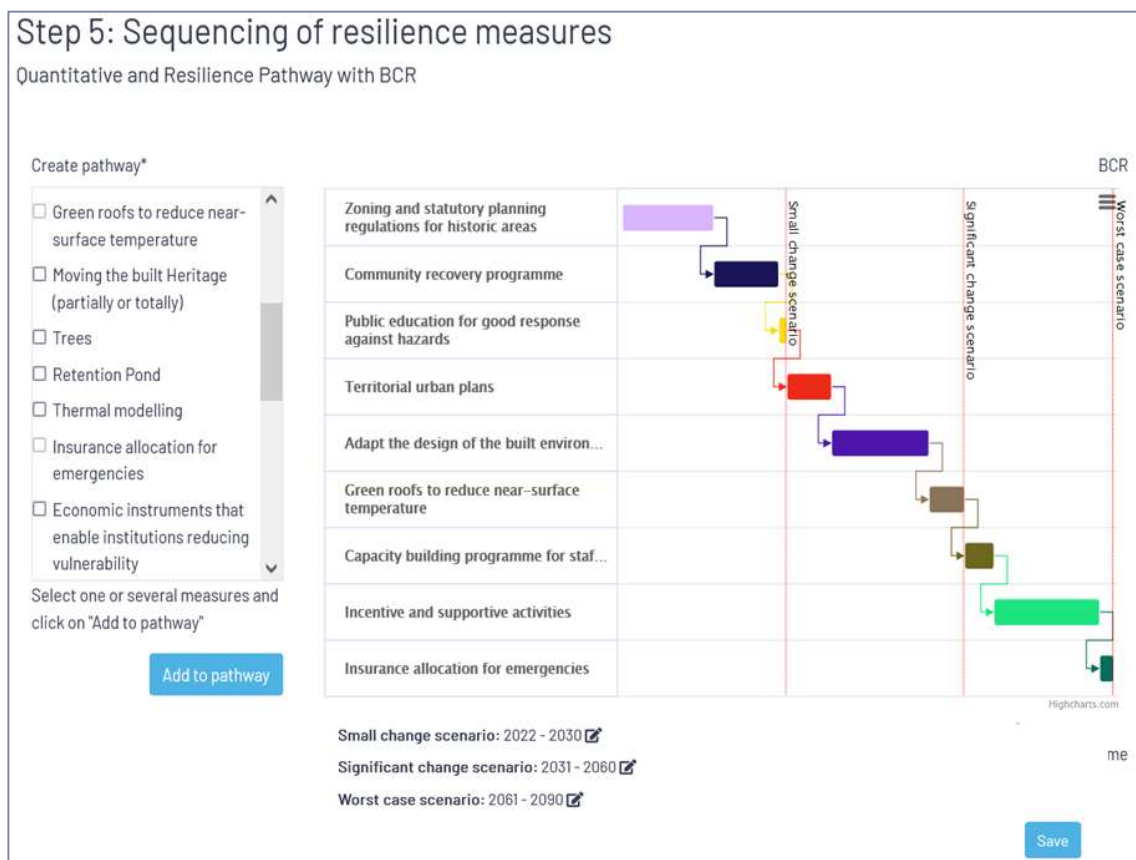 Step 5: Sequencing of resilience measures
Quantitative and Resilience Pathway with BCR
Create pathway*
BCR
Green roofs to reduce near-
surface temperature
Moving the built Heritage
(partially or totally)
Trees
Retention Pond
Thermal modelling
Insurance allocation for
emergencies
Economic instruments that
enable institutions reducing
vulnerability
Select one or several measures and
click on "Add to pathway"
Add to pathway
Zoning and statutory planning
regulations for historic areas
Community recovery programme
Public education for good response
against hazards
Territorial urban plans
Adapt the design of the built environ...
Green roofs to reduce near-surface
temperature
Capacity building programme for staf...
Incentive and supportive activities
Insurance allocation for emergencies
Small change scenario
Significant change scenario
Worst case scenario
Highcharts.com
Small change scenario: 2022 - 2030
Significant change scenario: 2031 - 2060
Worst case scenario: 2061 - 2090
me
Save